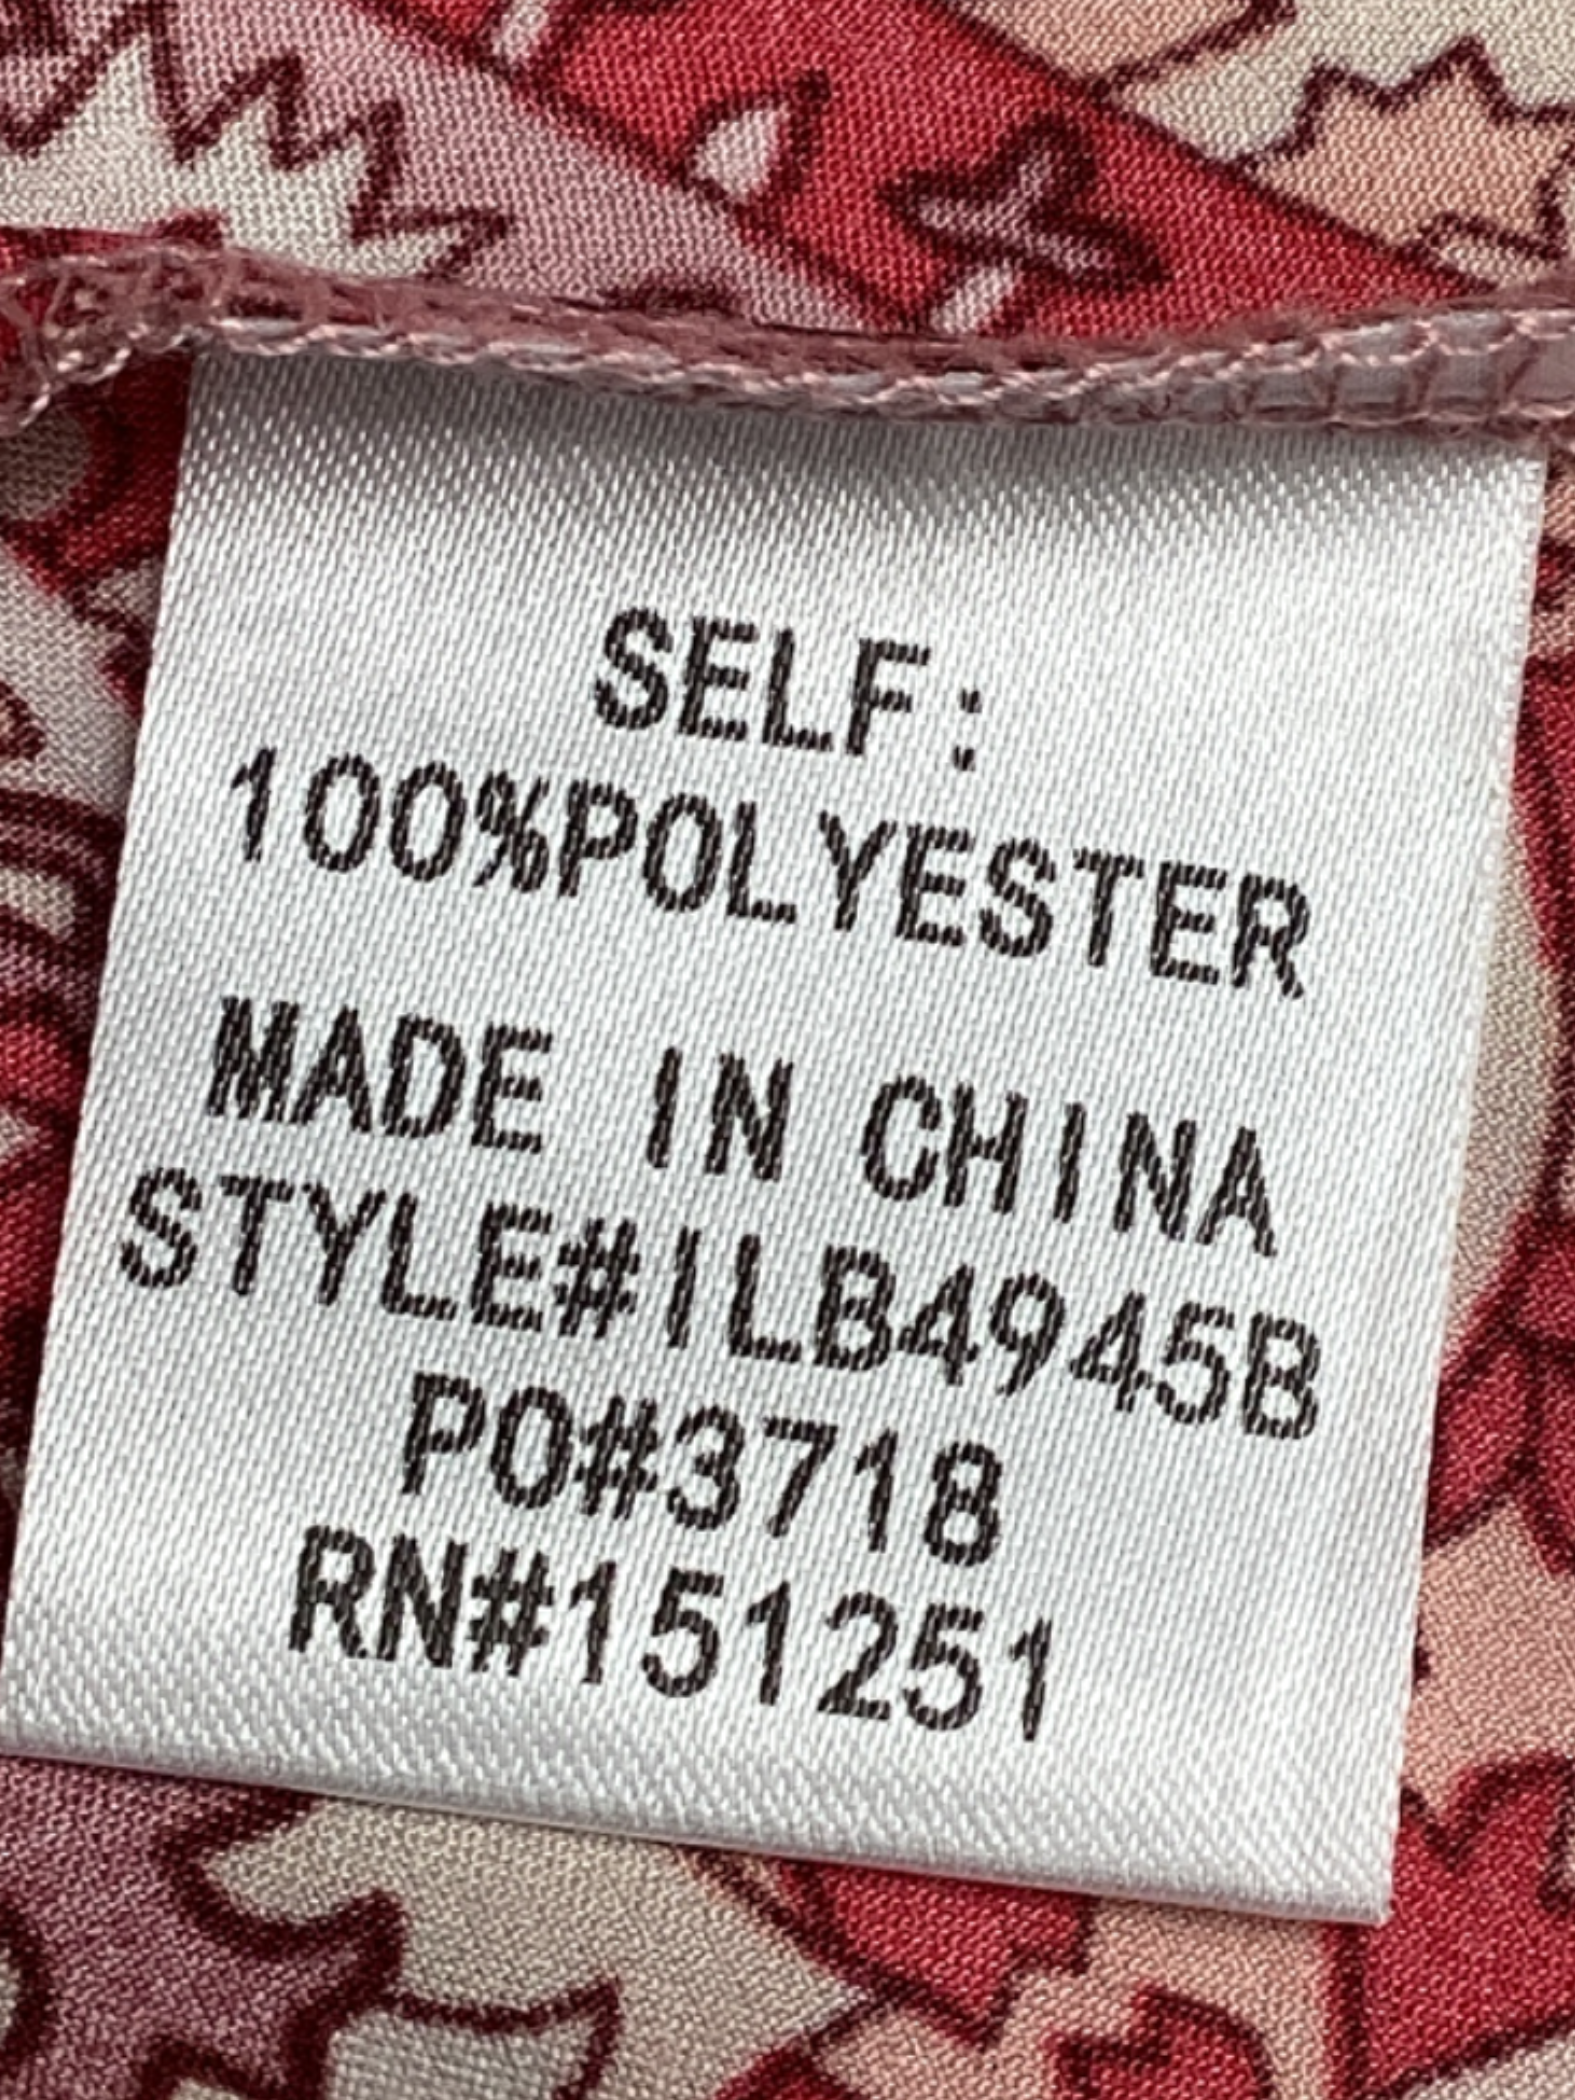 SELF:
100%POLYESTER
MADE IN CHINA
STYLE#ILB4945B
PO#3718
RN#151251